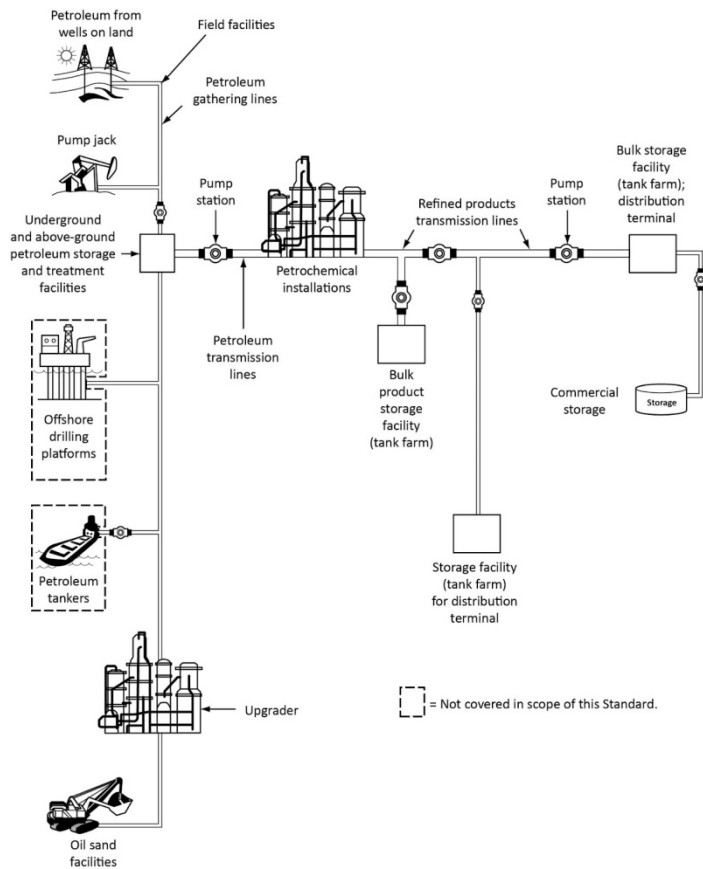 Petroleum from
wells on land
Field facilities
Petroleum
gathering lines
Pump jack
Pump
station
Refined products
transmission lines
Pump
station
Bulk storage
facility
(tank farm);
distribution
terminal
Underground
and above-ground
petroleum storage
and treatment
facilities
Petrochemical
installations
Petroleum
transmission
lines
Bulk
product
storage
facility
(tank farm)
Commercial
storage
Storage
Offshore
drilling
platforms
Petroleum
tankers
Storage facility
(tank farm)
for distribution
terminal
Upgrader
= Not covered in scope of this Standard.
Oil sand
facilities